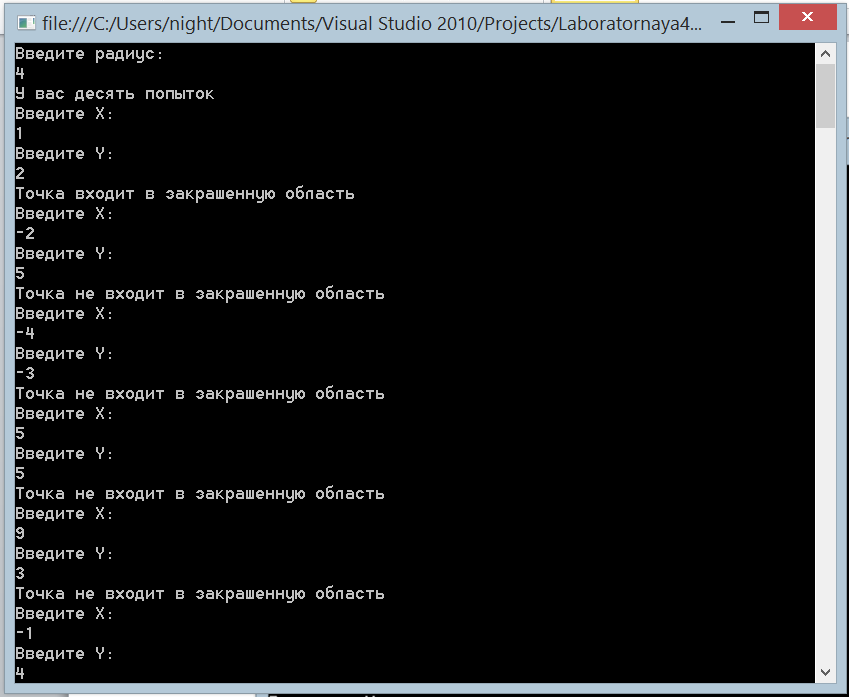 file:///C:/Users/night/Documents/Visual Studio 2010/Projects/Laboratornaya4...
Введите радиус:
4
У вас десять попыток
Введите X:
1
Введите Y:
2
Точка входит в закрашенную область
Введите X:
-2
Введите Y:
5
Точка не входит в закрашенную область
Введите X:
-4
Введите Y:
-3
Точка не входит в закрашенную область
Введите X:
5
Введите Y:
5
Точка не входит в закрашенную область
Введите X:
9
Введите Y:
3
Точка не входит в закрашенную область
Введите X:
-1
Введите Y:
4